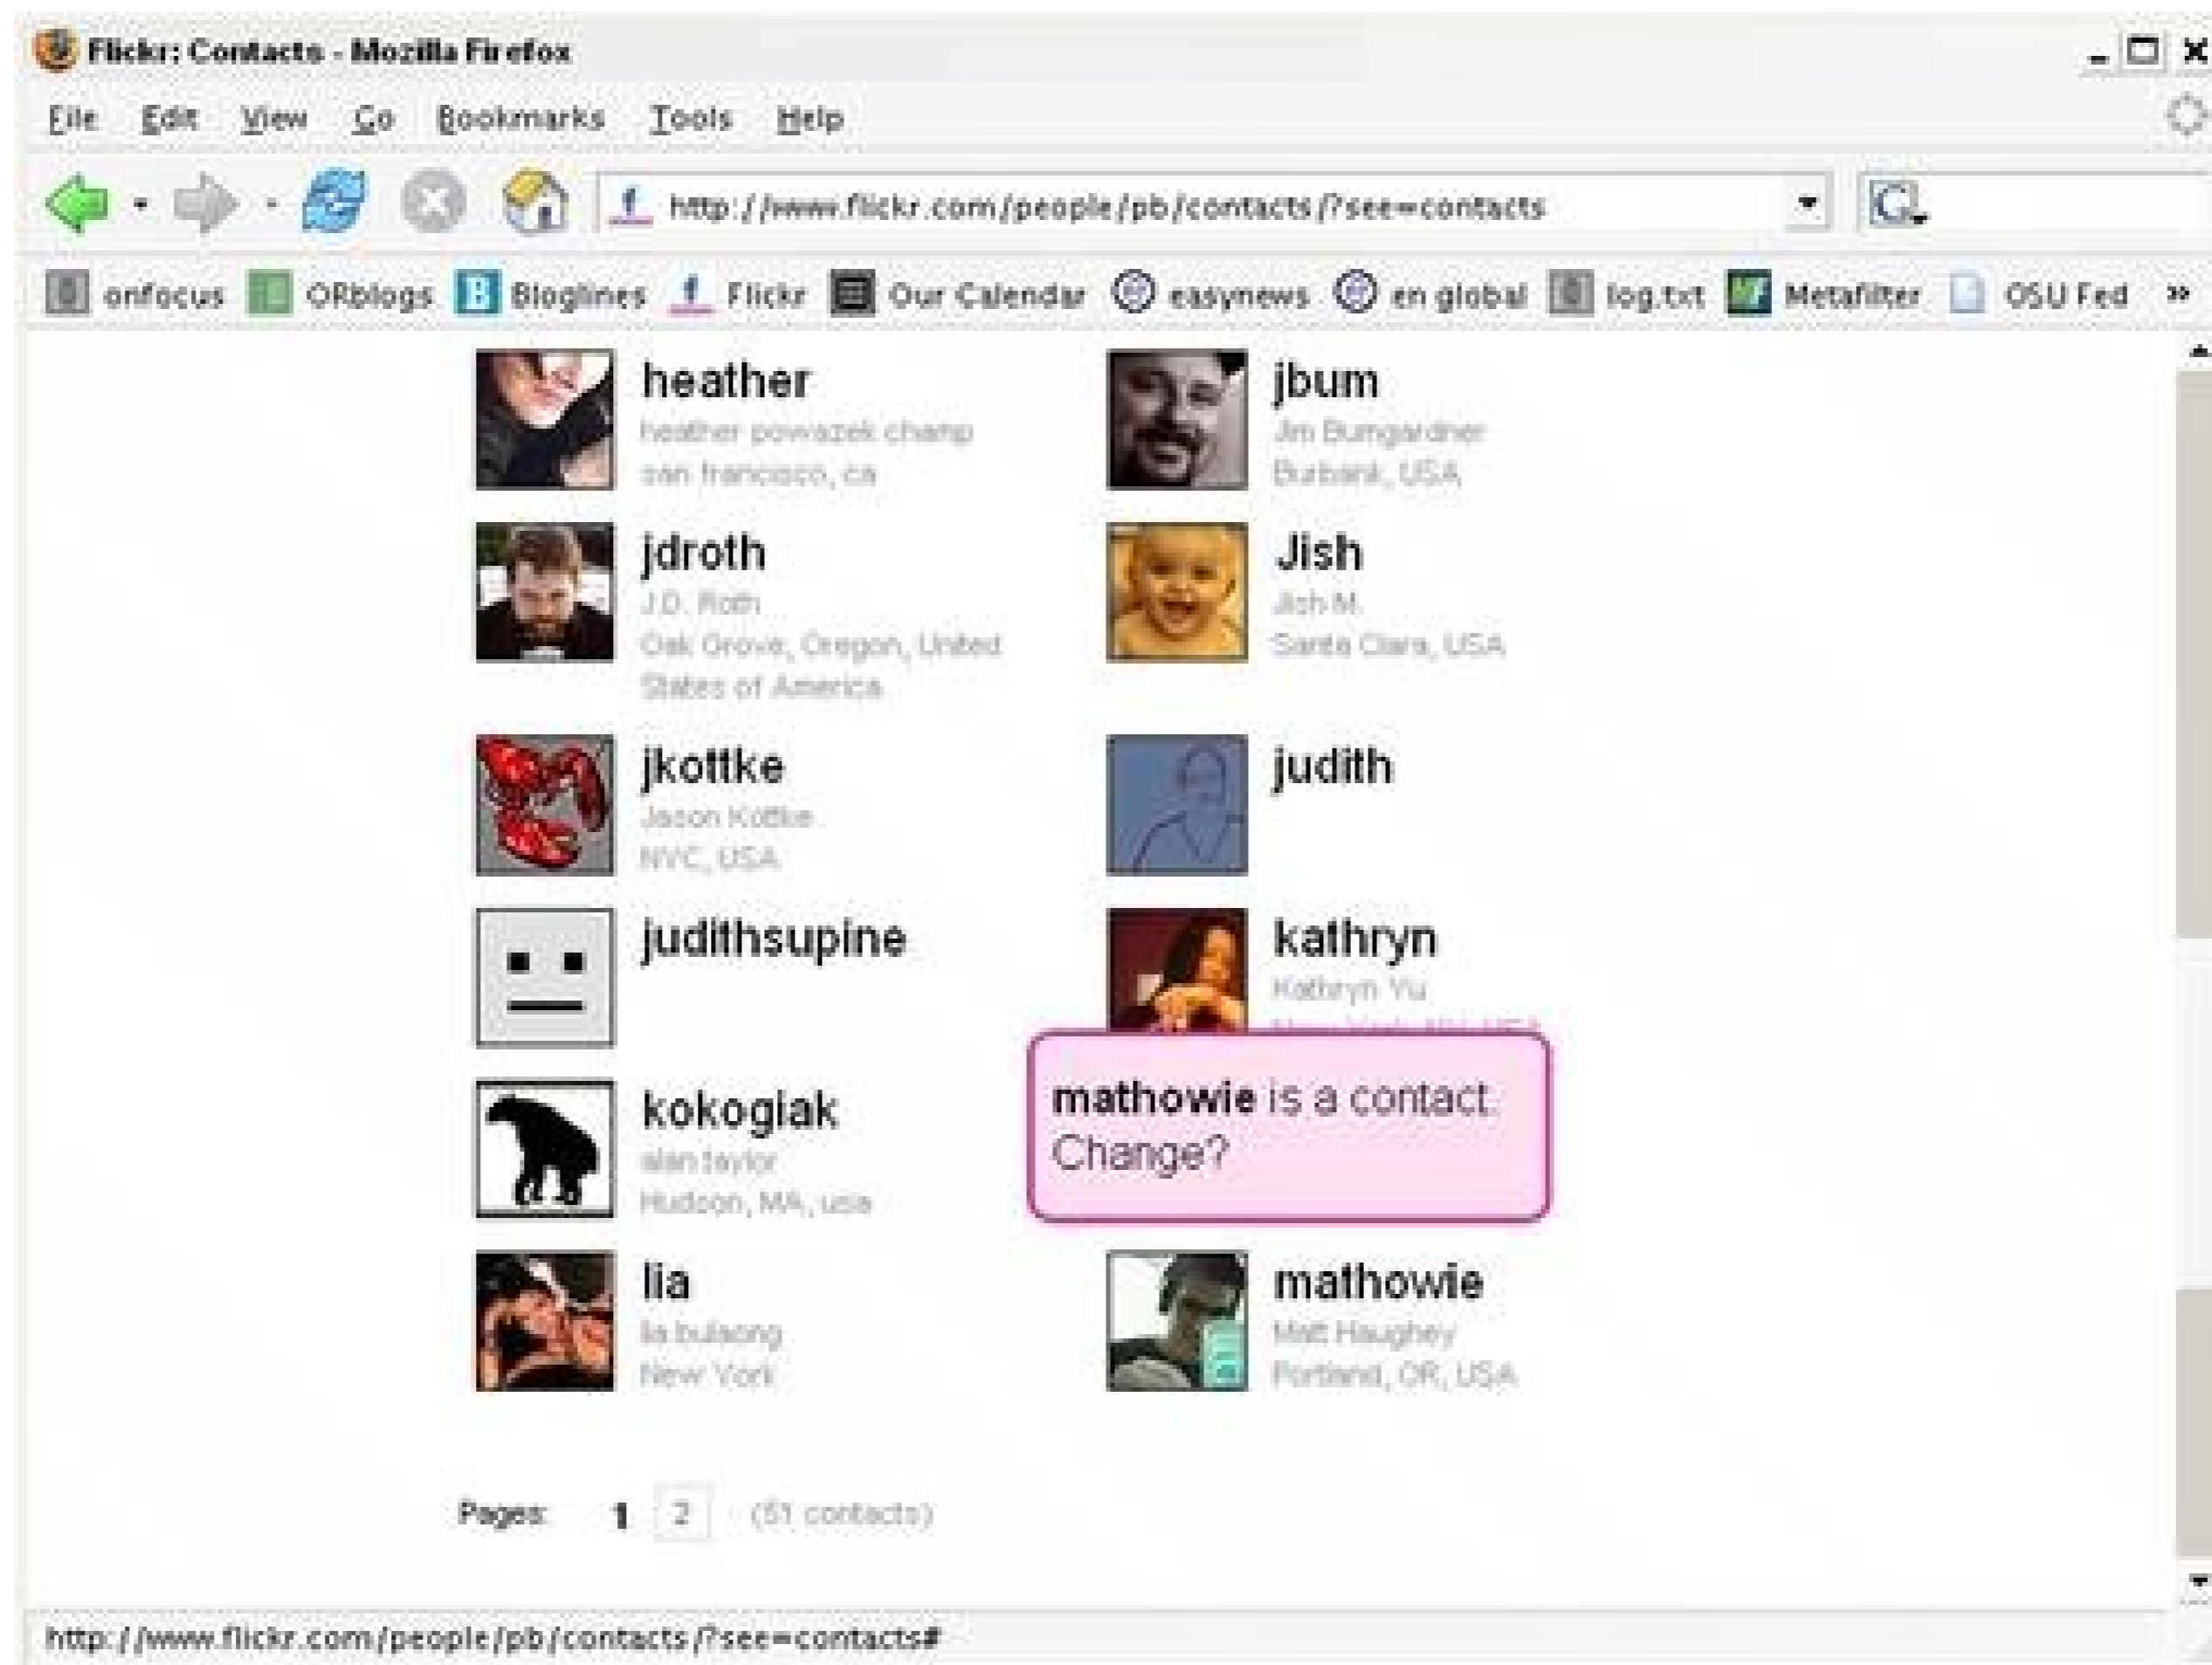 Flickr: Contacts - Mozilla Firefox
File Edit View Go Bookmarks Tools Help
http://www.flickr.com/people/pb/contacts/?see=contacts
onfocus ORblogs Bloglines Flickr Our Calendar easynews en global log.txt Metafilter OSU Fed »
heather
heather powazek champ
san francisco, ca
jbum
Jim Bumgardner
Burbank, USA
jdroth
J.D. Roth
Oak Grove, Oregon, United
States of America
Jish
Jish M.
Santa Clara, USA
jkottke
Jason Kottke
NYC, USA
judith
judithsupine
kathryn
Kathryn Yu
kokogiak
alan taylor
Hudson, MA, usa
mathowie is a contact.
Change?
lia
lia bulaong
New York
mathowie
Matt Haughey
Portland, OR, USA
Pages: 1 2 (51 contacts)
http://www.flickr.com/people/pb/contacts/?see=contacts#